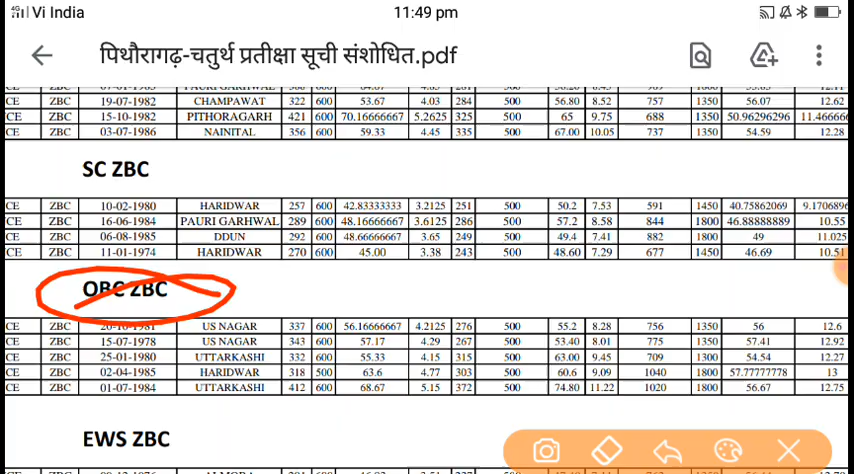 4G Vi India 11:49 pm
पिथौरागढ़-चतुर्थ प्रतीक्षा सूची संशोधित.pdf
CE ZBC 19-07-1982 CHAMPAWAT 322 600 53.67 4.03 284 500 56.80 8.52 757 1350 56.07 12.62
CE ZBC 15-10-1982 PITHORAGARH 421 600 70.16666667 5.2625 325 500 65 9.75 688 1350 50.96296296 11.466666
CE ZBC 03-07-1986 NAINITAL 356 600 59.33 4.45 335 500 67.00 10.05 737 1350 54.59 12.28
SC ZBC
CE ZBC 10-02-1980 HARIDWAR 257 600 42.83333333 3.2125 251 500 50.2 7.53 591 1450 40.75862069 9.1706896
CE ZBC 16-06-1984 PAURI GARHWAL 289 600 48.16666667 3.6125 286 500 57.2 8.58 844 1800 46.88888889 10.55
CE ZBC 06-08-1985 DDUN 292 600 48.66666667 3.65 249 500 49.4 7.41 882 1800 49 11.025
CE ZBC 11-01-1974 HARIDWAR 270 600 45.00 3.38 243 500 48.60 7.29 677 1450 46.69 10.51
OBC ZBC
CE ZBC 20-10-1981 US NAGAR 337 600 56.16666667 4.2125 276 500 55.2 8.28 756 1350 56 12.6
CE ZBC 15-07-1978 US NAGAR 343 600 57.17 4.29 267 500 53.40 8.01 775 1350 57.41 12.92
CE ZBC 25-01-1980 UTTARKASHI 332 600 55.33 4.15 315 500 63.00 9.45 709 1300 54.54 12.27
CE ZBC 02-04-1985 HARIDWAR 318 500 63.6 4.77 303 500 60.6 9.09 1040 1800 57.77777778 13
CE ZBC 01-07-1984 UTTARKASHI 412 600 68.67 5.15 372 500 74.80 11.22 1020 1800 56.67 12.75
EWS ZBC